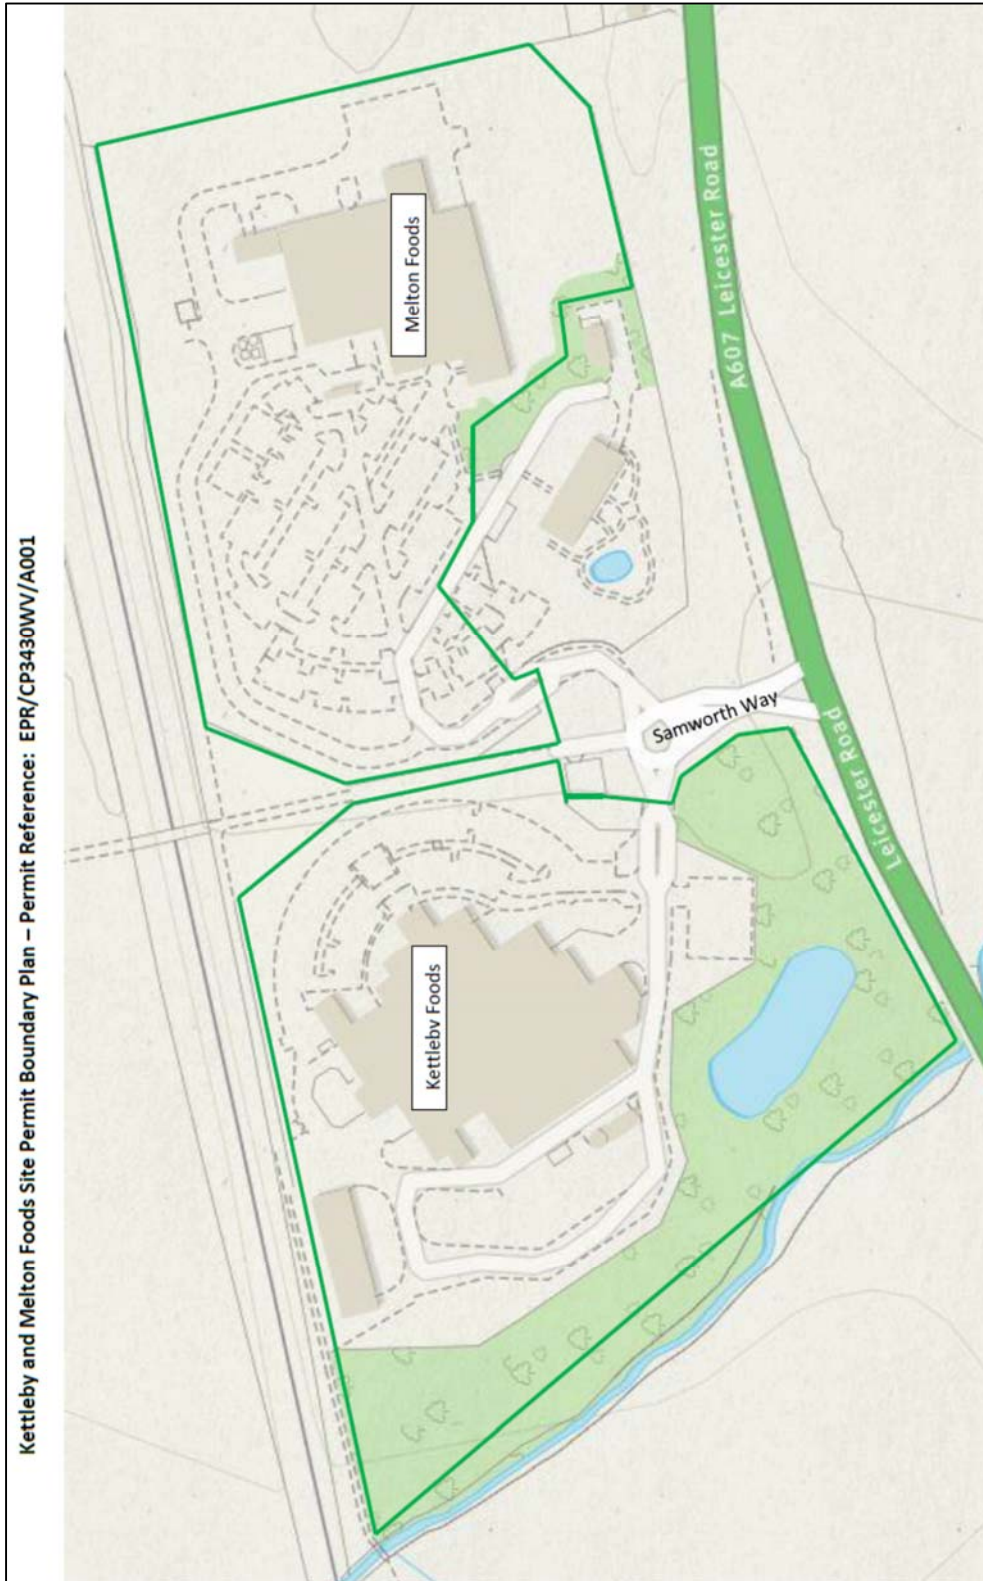 Kettleby and Melton Foods Site Permit Boundary Plan – Permit Reference: EPR/CP3430WV/A001
Melton Foods
A607 Leicester Road
Samworth Way
Leicester Road
Kettleby Foods